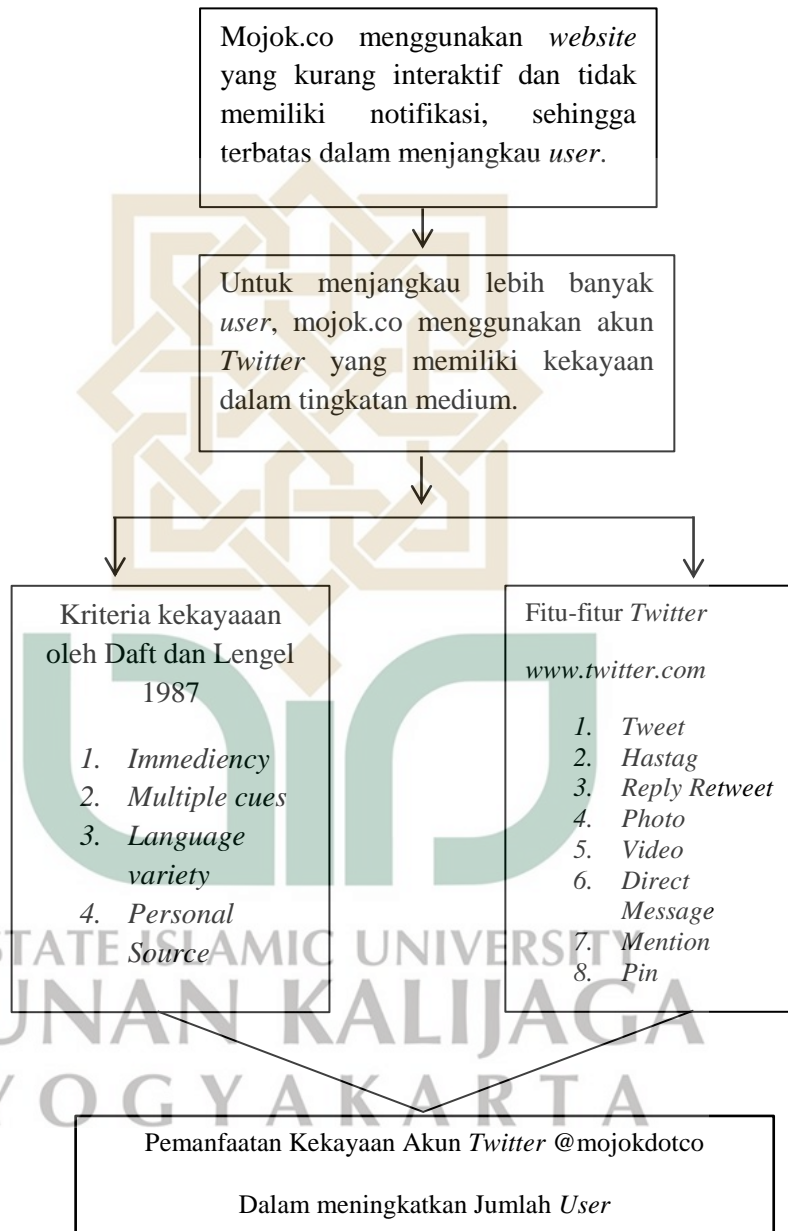 Mojok.co menggunakan website
yang kurang interaktif dan tidak
memiliki notifikasi, sehingga
terbatas dalam menjangkau user.
Untuk menjangkau lebih banyak
user, mojok.co menggunakan akun
Twitter yang memiliki kekayaan
dalam tingkatan medium.
Kriteria kekayaaan
oleh Daft dan Lengel
1987
1. Immediency
2. Multiple cues
3. Language
variety
4. Personal
Source
Fitu-fitur Twitter
www.twitter.com
1. Tweet
2. Hastag
3. Reply Retweet
4. Photo
5. Video
6. Direct
Message
7. Mention
8. Pin
STATE ISLAMIC UNIVERSITY
UNAN KALIJAGA
YOGYAKARTA
Pemanfaatan Kekayaan Akun Twitter @mojokdotco
Dalam meningkatkan Jumlah User